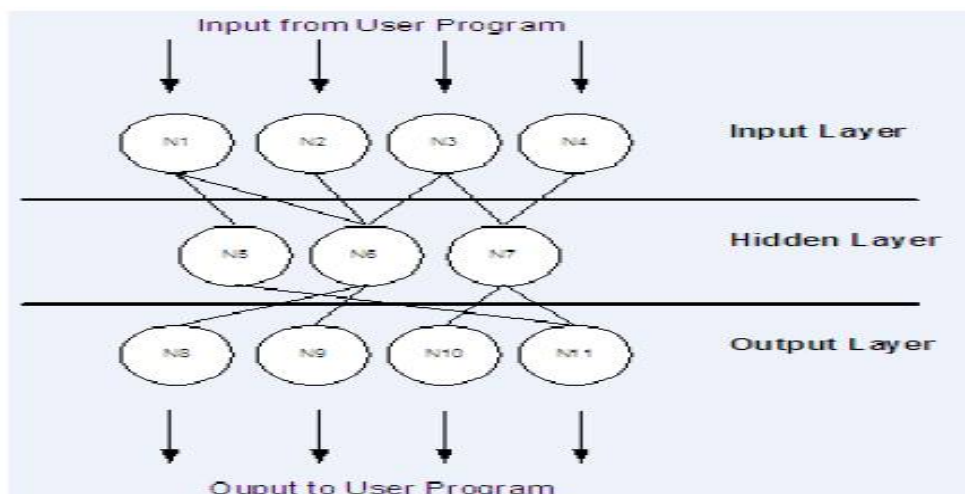 Input from User Program
N1 N2 N3 N4
Input Layer
N5 N6 N7
Hidden Layer
N8 N9 N10 N11
Output Layer
Ouput to User Program